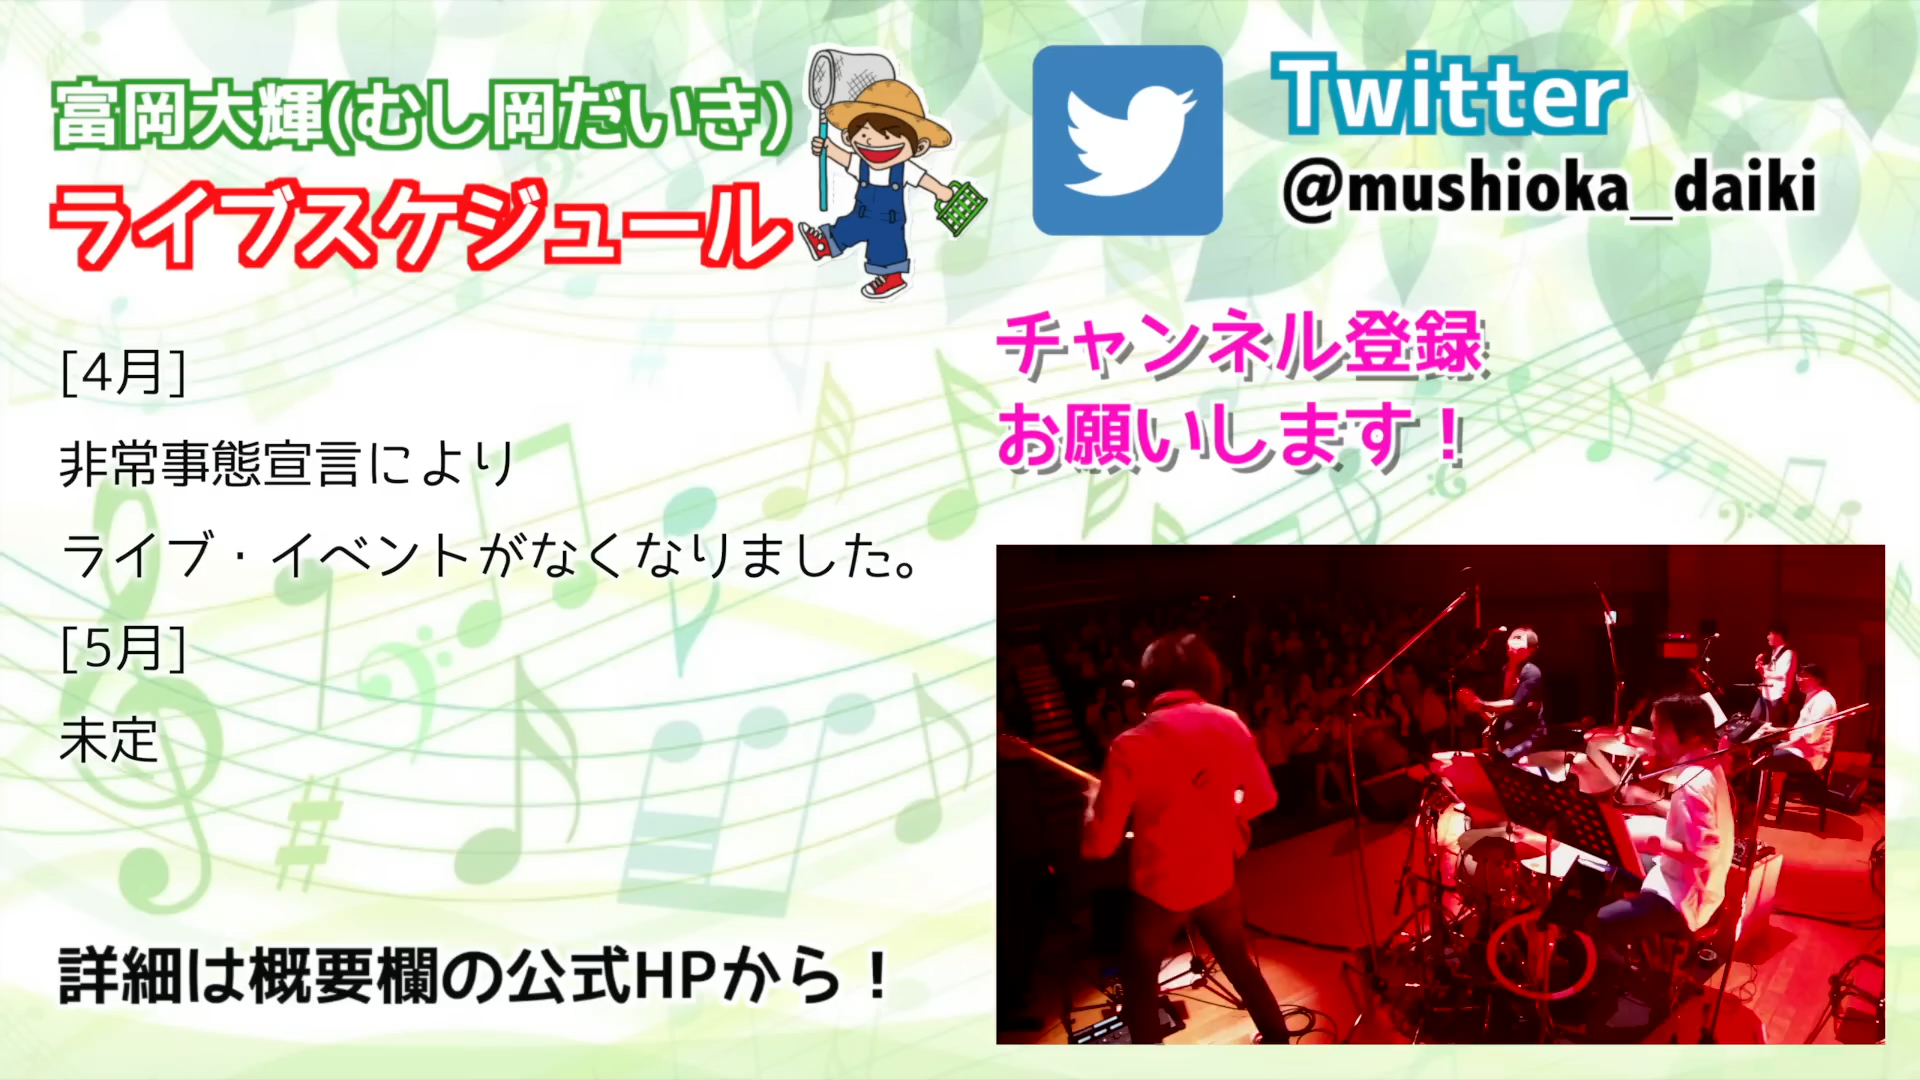 富岡大輝(むし岡だいき)
ライブスケジュール
[4月]
非常事態宣言により
ライブ・イベントがなくなりました。
[5月]
未定
詳細は概要欄の公式HPから！
Twitter
@mushioka_daiki
チャンネル登録
お願いします！